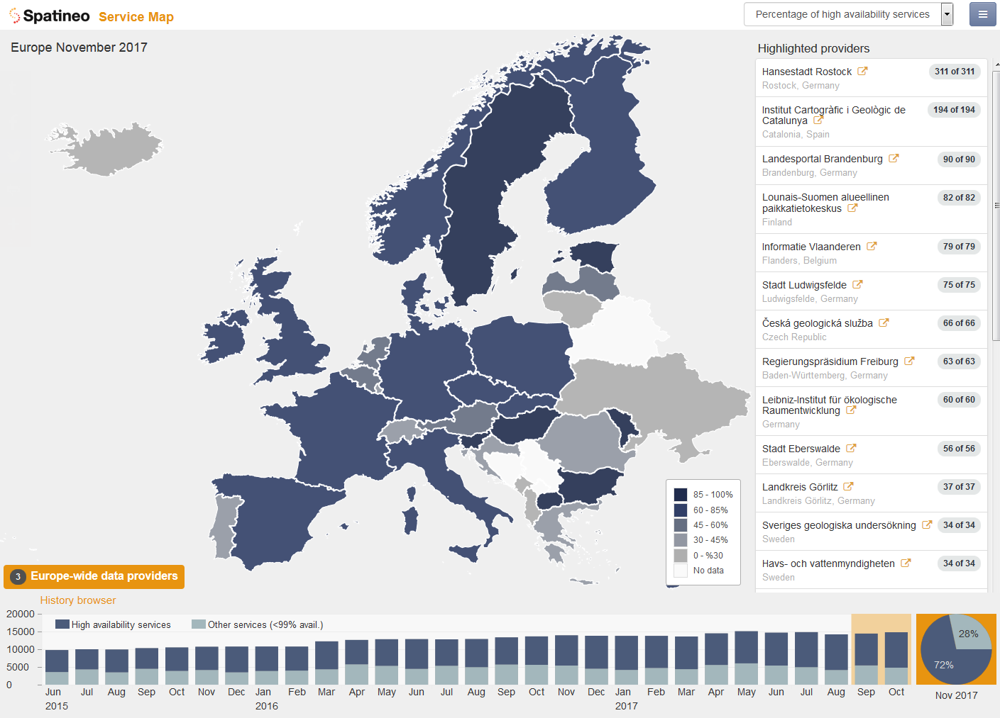 Spatineo Service Map
Percentage of high availability services
Europe November 2017
Highlighted providers
Hansestadt Rostock 311 of 311
Rostock, Germany
Institut Cartogràfic i Geològic de 194 of 194
Catalunya
Catalonia, Spain
Landesportal Brandenburg 90 of 90
Brandenburg, Germany
Lounais-Suomen alueellinen 82 of 82
paikkatietokeskus
Finland
Informatie Vlaanderen 79 of 79
Flanders, Belgium
Stadt Ludwigsfelde 75 of 75
Ludwigsfelde, Germany
Česká geologická služba 66 of 66
Czech Republic
Regierungspräsidium Freiburg 63 of 63
Baden-Württemberg, Germany
Leibniz-Institut für ökologische 60 of 60
Raumentwicklung
Germany
Stadt Eberswalde 56 of 56
Eberswalde, Germany
Landkreis Görlitz 37 of 37
Landkreis Görlitz, Germany
Sveriges geologiska undersökning 34 of 34
Sweden
Havs- och vattenmyndigheten 34 of 34
Sweden
85 - 100%
60 - 85%
45 - 60%
30 - 45%
0 - %30
No data
3 Europe-wide data providers
History browser
20000
15000
10000
5000
0
High availability services
Other services (<99% avail.)
Jun Jul Aug Sep Oct Nov Dec Jan Feb Mar Apr May Jun Jul Aug Sep Oct Nov Dec Jan Feb Mar Apr May Jun Jul Aug Sep Oct
2015 2016 2017
28%
72%
Nov 2017